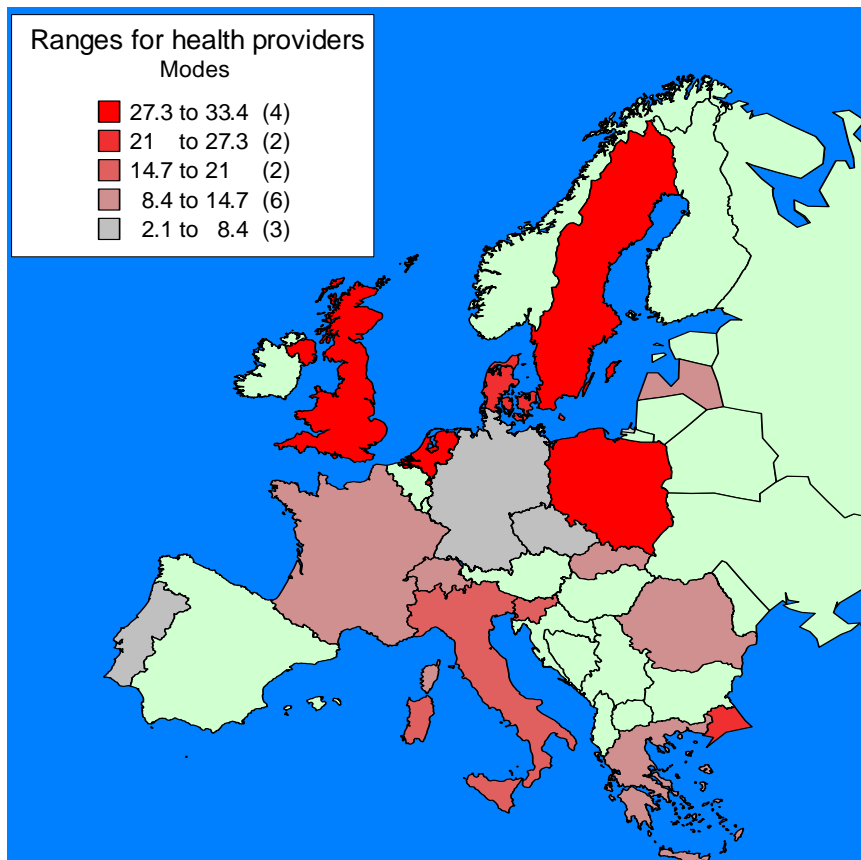 Ranges for health providers
Modes
27.3 to 33.4 (4)
21 to 27.3 (2)
14.7 to 21 (2)
8.4 to 14.7 (6)
2.1 to 8.4 (3)